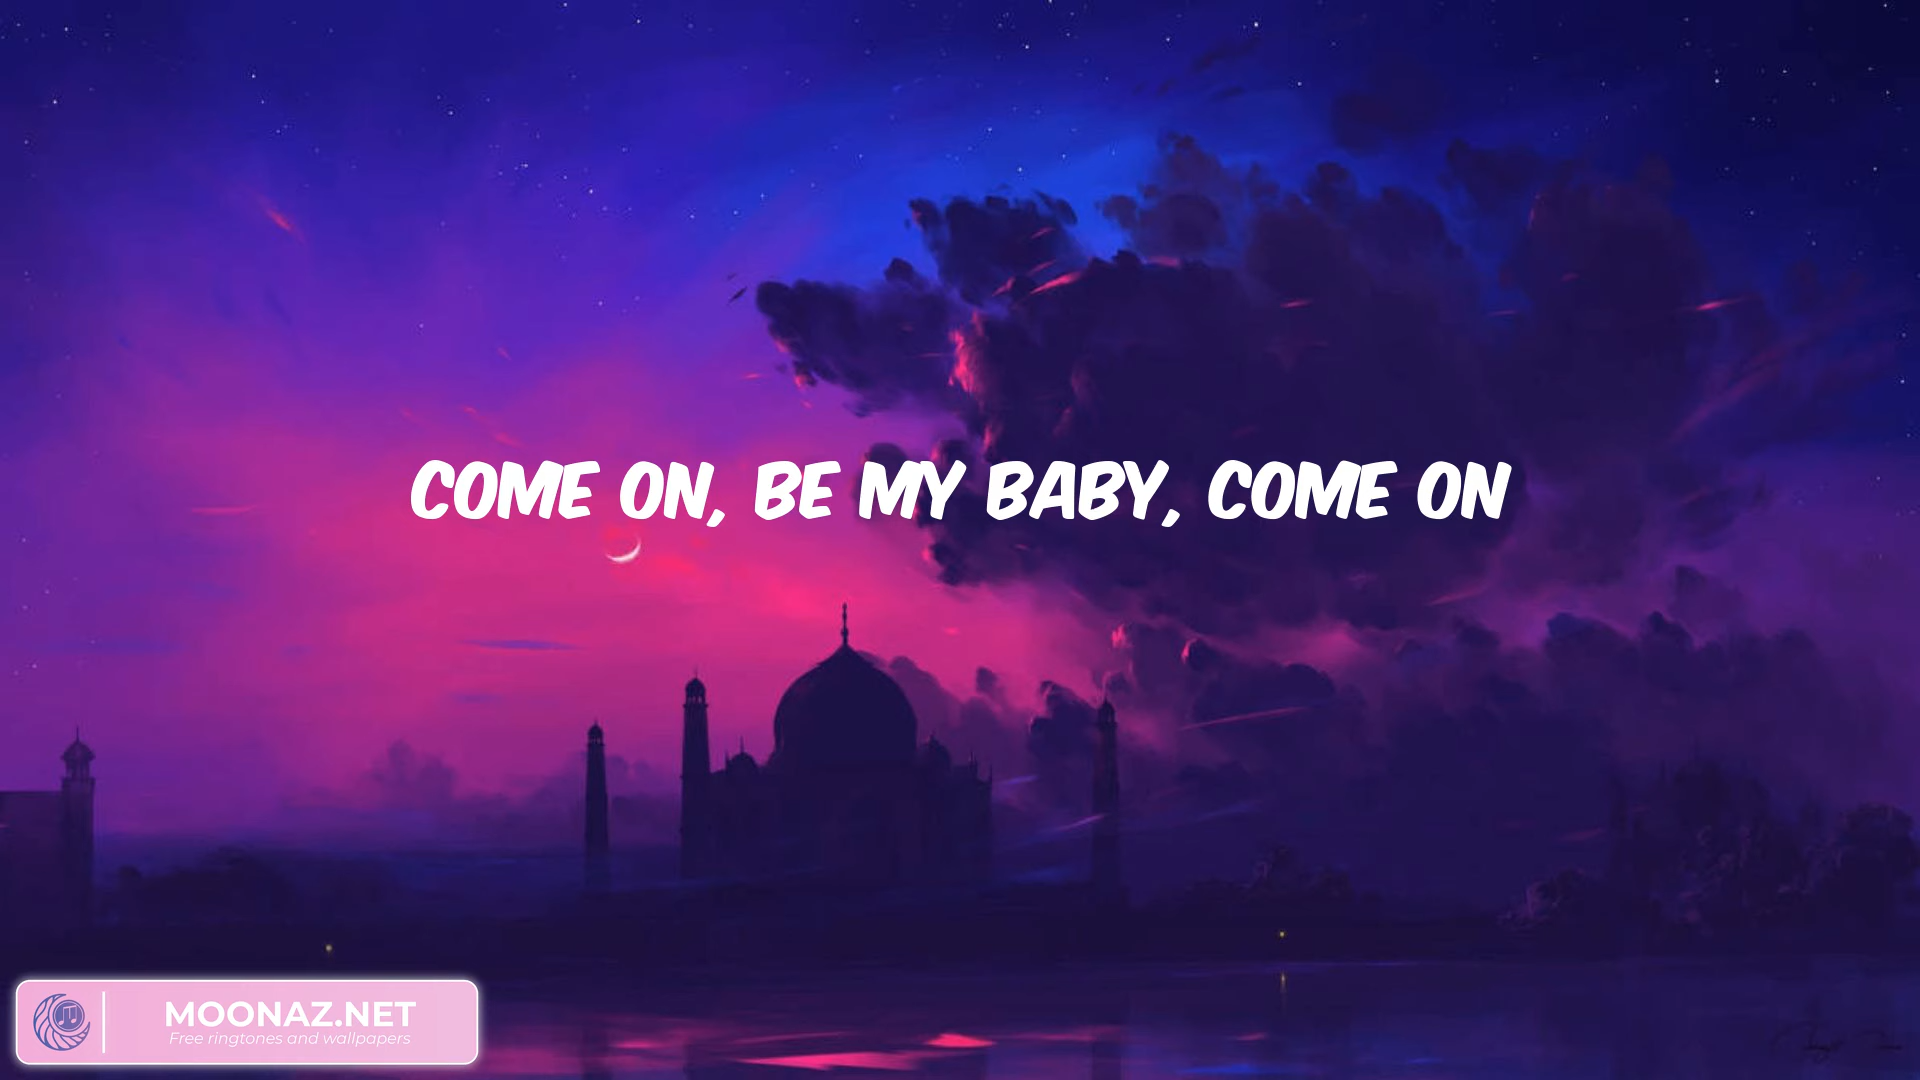 COME ON, BE MY BABY, COME ON
MOONAZ.NET
Free ringtones and wallpapers